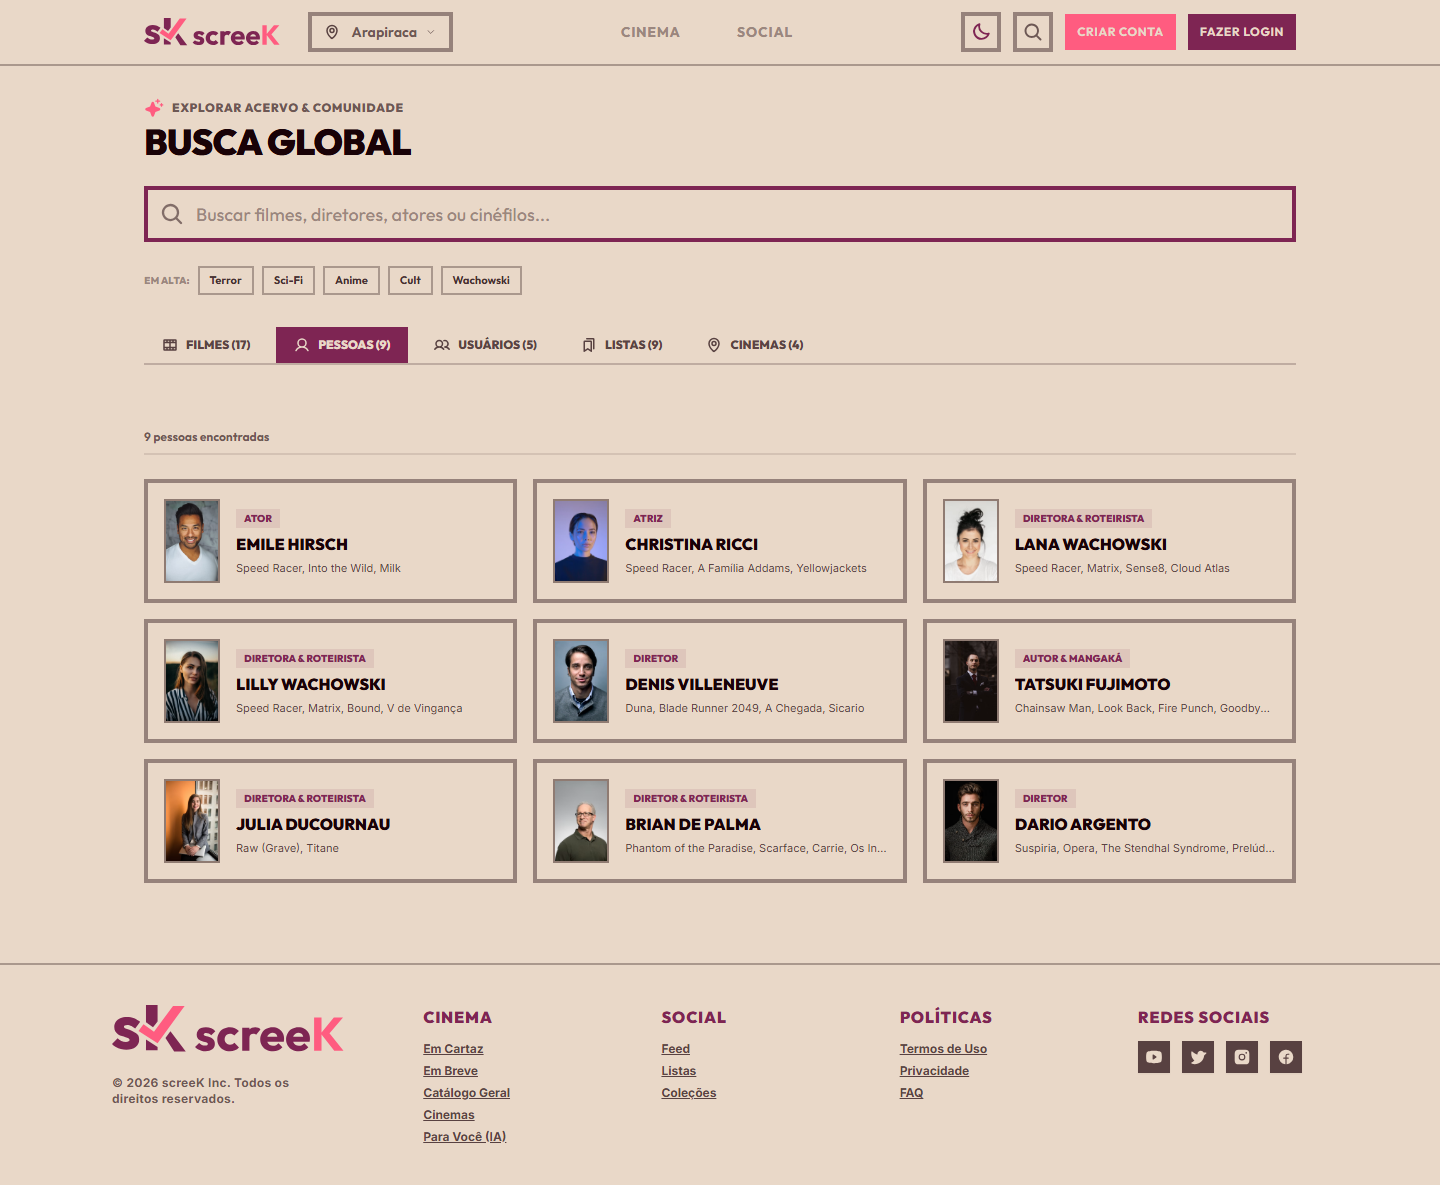 sK screeK
Arapiraca
CINEMA
SOCIAL
CRIAR CONTA
FAZER LOGIN
EXPLORAR ACERVO & COMUNIDADE
BUSCA GLOBAL
Buscar filmes, diretores, atores ou cinéfilos...
EM ALTA:
Terror
Sci-Fi
Anime
Cult
Wachowski
FILMES (17)
PESSOAS (9)
USUÁRIOS (5)
LISTAS (9)
CINEMAS (4)
9 pessoas encontradas
ATOR
EMILE HIRSCH
Speed Racer, Into the Wild, Milk
ATRIZ
CHRISTINA RICCI
Speed Racer, A Família Addams, Yellowjackets
DIRETORA & ROTEIRISTA
LANA WACHOWSKI
Speed Racer, Matrix, Sense8, Cloud Atlas
DIRETORA & ROTEIRISTA
LILLY WACHOWSKI
Speed Racer, Matrix, Bound, V de Vingança
DIRETOR
DENIS VILLENEUVE
Duna, Blade Runner 2049, A Chegada, Sicario
AUTOR & MANGAKÁ
TATSUKI FUJIMOTO
Chainsaw Man, Look Back, Fire Punch, Goodby...
DIRETORA & ROTEIRISTA
JULIA DUCOURNAU
Raw (Grave), Titane
DIRETOR & ROTEIRISTA
BRIAN DE PALMA
Phantom of the Paradise, Scarface, Carrie, Os In...
DIRETOR
DARIO ARGENTO
Suspiria, Opera, The Stendhal Syndrome, Prelúd...
sK screeK
© 2026 screeK Inc. Todos os
direitos reservados.
CINEMA
Em Cartaz
Em Breve
Catálogo Geral
Cinemas
Para Você (IA)
SOCIAL
Feed
Listas
Coleções
POLÍTICAS
Termos de Uso
Privacidade
FAQ
REDES SOCIAIS